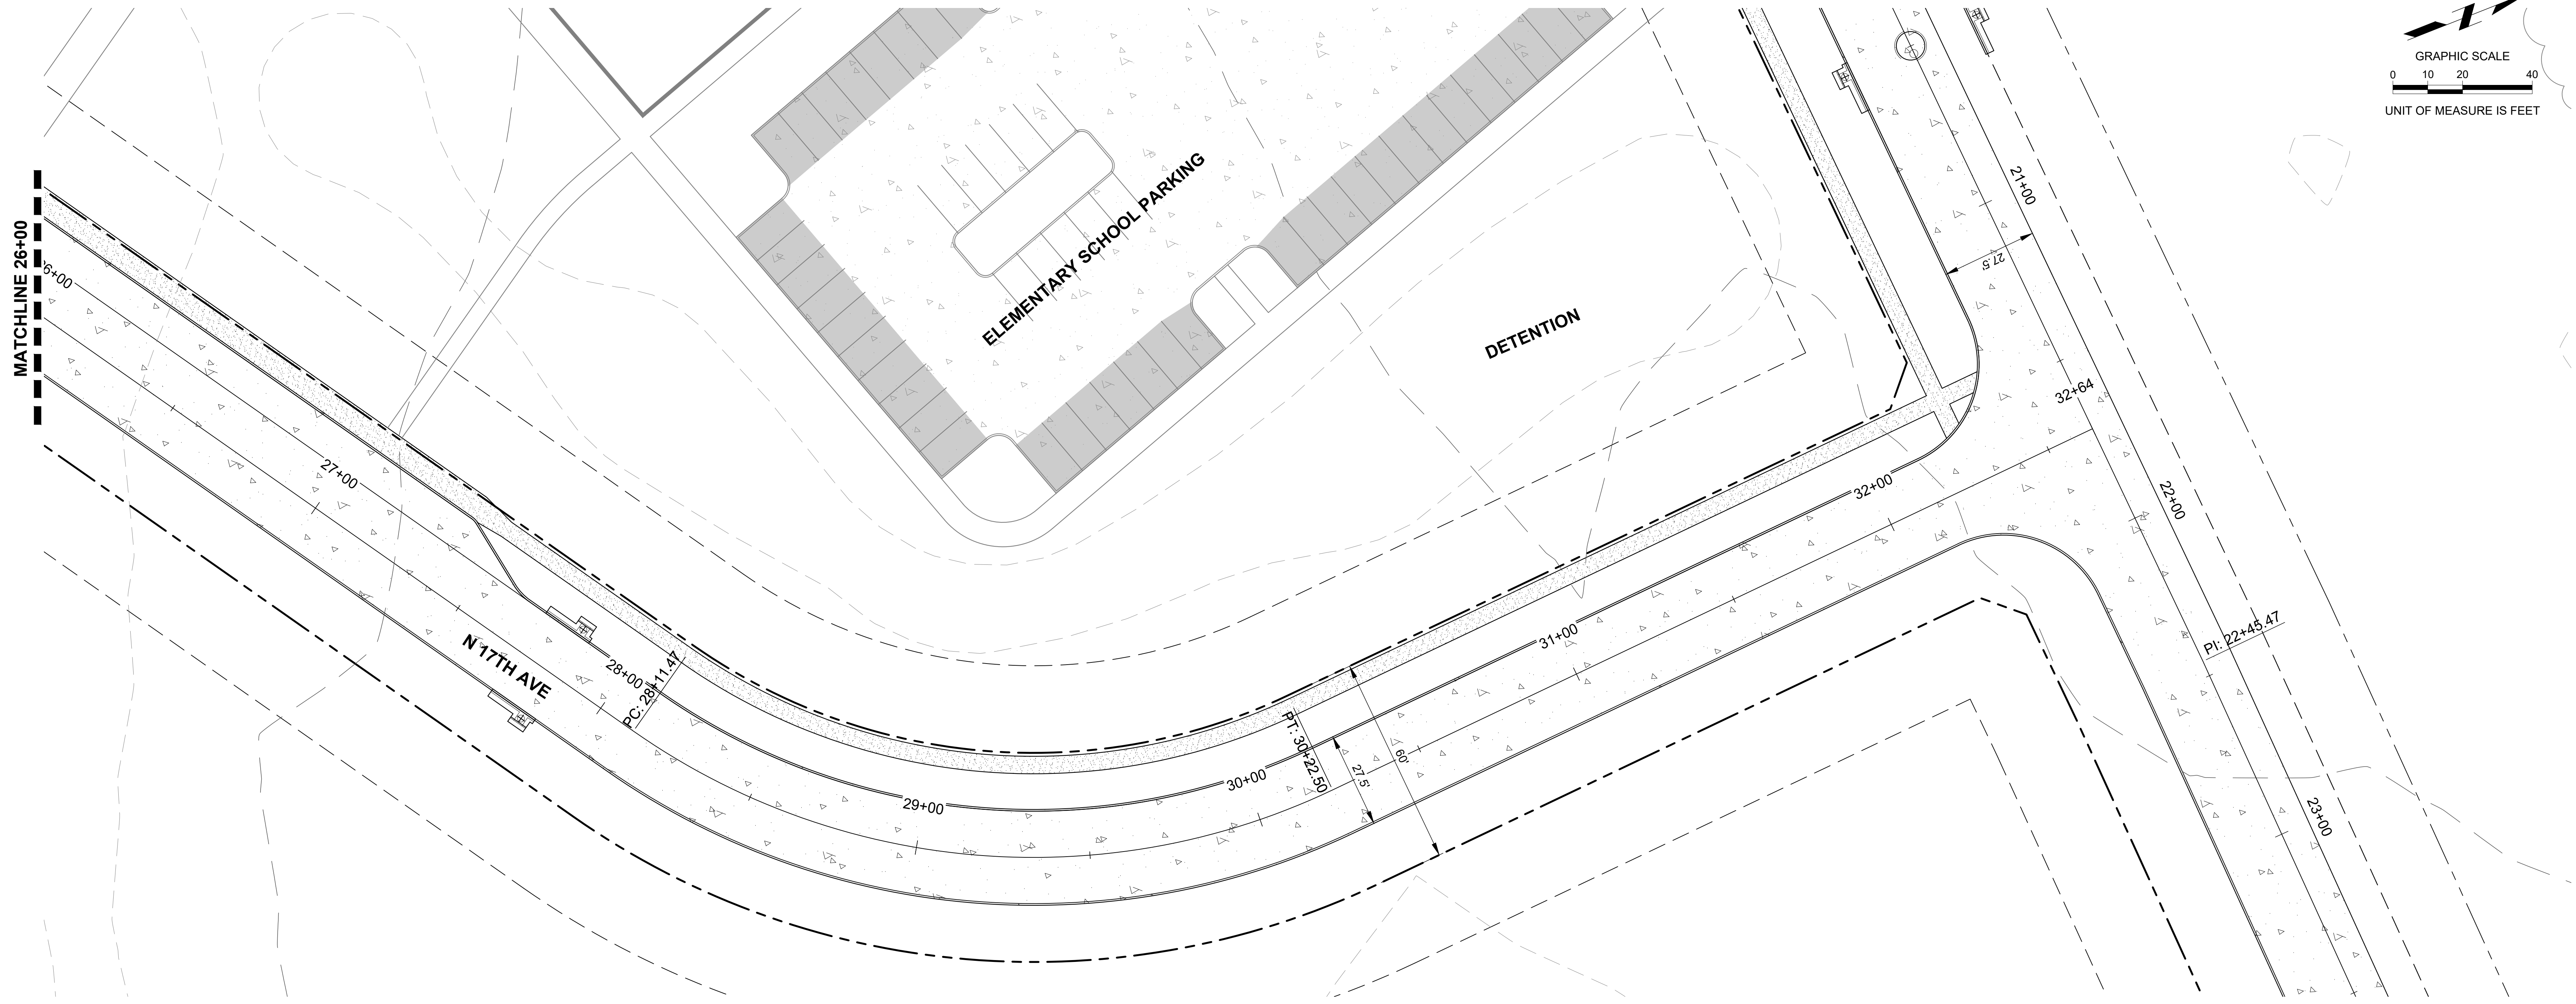 GRAPHIC SCALE
0 10 20 40
UNIT OF MEASURE IS FEET
MATCHLINE 26+00
6+00
27+00
N 17TH AVE
28+00
PC: 28+11.47
29+00
30+00
PT: 30+22.50
27.5'
60'
31+00
32+00
32+64
ELEMENTARY SCHOOL PARKING
DETENTION
21+00
27.5'
22+00
PI: 22+45.47
23+00